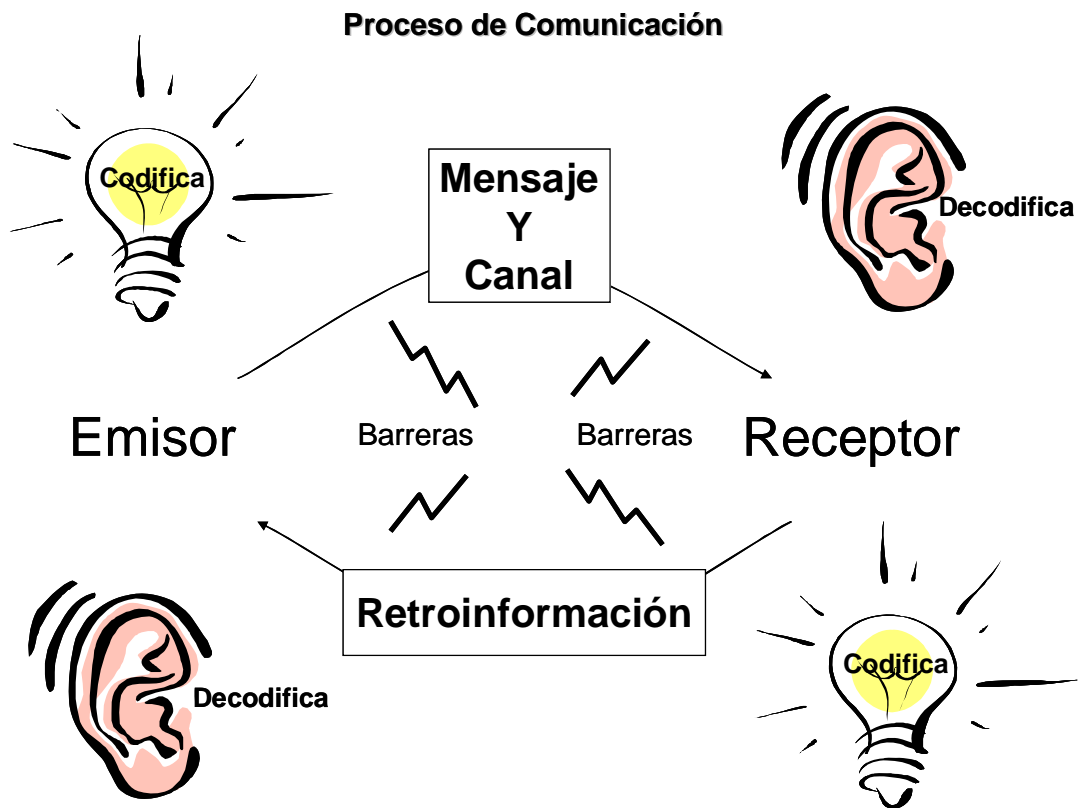 Proceso de Comunicación
Codifica
Mensaje
Y
Canal
Decodifica
Emisor
Barreras
Barreras
Receptor
Retroinformación
Decodifica
Codifica